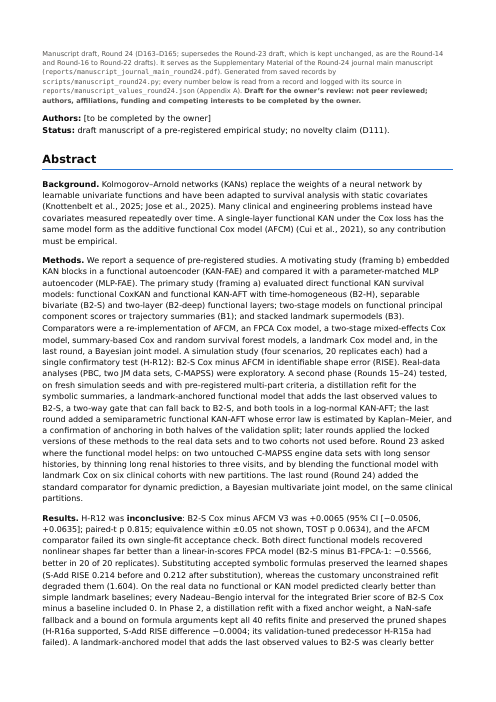 Manuscript draft, Round 24 (D163–D165; supersedes the Round-23 draft, which is kept unchanged, as are the Round-14
and Round-16 to Round-22 drafts). It serves as the Supplementary Material of the Round-24 journal main manuscript
(reports/manuscript_journal_main_round24.pdf). Generated from saved records by
scripts/manuscript_round24.py; every number below is read from a record and logged with its source in
reports/manuscript_values_round24.json (Appendix A). Draft for the owner's review: not peer reviewed;
authors, affiliations, funding and competing interests to be completed by the owner.
Authors: [to be completed by the owner]
Status: draft manuscript of a pre-registered empirical study; no novelty claim (D111).
Abstract
Background. Kolmogorov–Arnold networks (KANs) replace the weights of a neural network by
learnable univariate functions and have been adapted to survival analysis with static covariates
(Knottenbelt et al., 2025; Jose et al., 2025). Many clinical and engineering problems instead have
covariates measured repeatedly over time. A single-layer functional KAN under the Cox loss has the
same model form as the additive functional Cox model (AFCM) (Cui et al., 2021), so any contribution
must be empirical.
Methods. We report a sequence of pre-registered studies. A motivating study (framing b) embedded
KAN blocks in a functional autoencoder (KAN-FAE) and compared it with a parameter-matched MLP
autoencoder (MLP-FAE). The primary study (framing a) evaluated direct functional KAN survival
models: functional CoxKAN and functional KAN-AFT with time-homogeneous (B2-H), separable
bivariate (B2-S) and two-layer (B2-deep) functional layers; two-stage models on functional principal
component scores or trajectory summaries (B1); and stacked landmark supermodels (B3).
Comparators were a re-implementation of AFCM, an FPCA Cox model, a two-stage mixed-effects Cox
model, summary-based Cox and random survival forest models, a landmark Cox model and, in the
last round, a Bayesian joint model. A simulation study (four scenarios, 20 replicates each) had a
single confirmatory test (H-R12): B2-S Cox minus AFCM in identifiable shape error (RISE). Real-data
analyses (PBC, two JM data sets, C-MAPSS) were exploratory. A second phase (Rounds 15–24) tested,
on fresh simulation seeds and with pre-registered multi-part criteria, a distillation refit for the
symbolic summaries, a landmark-anchored functional model that adds the last observed values to
B2-S, a two-way gate that can fall back to B2-S, and both tools in a log-normal KAN-AFT; the last
round added a semiparametric functional KAN-AFT whose error law is estimated by Kaplan–Meier, and
a confirmation of anchoring in both halves of the validation split; later rounds applied the locked
versions of these methods to the real data sets and to two cohorts not used before. Round 23 asked
where the functional model helps: on two untouched C-MAPSS engine data sets with long sensor
histories, by thinning long renal histories to three visits, and by blending the functional model with
landmark Cox on six clinical cohorts with new partitions. The last round (Round 24) added the
standard comparator for dynamic prediction, a Bayesian multivariate joint model, on the same clinical
partitions.
Results. H-R12 was inconclusive: B2-S Cox minus AFCM V3 was +0.0065 (95% CI [−0.0506,
+0.0635]; paired-t p 0.815; equivalence within ±0.05 not shown, TOST p 0.0634), and the AFCM
comparator failed its own single-fit acceptance check. Both direct functional models recovered
nonlinear shapes far better than a linear-in-scores FPCA model (B2-S minus B1-FPCA-1: −0.5566,
better in 20 of 20 replicates). Substituting accepted symbolic formulas preserved the learned shapes
(S-Add RISE 0.214 before and 0.212 after substitution), whereas the customary unconstrained refit
degraded them (1.604). On the real data no functional or KAN model predicted clearly better than
simple landmark baselines; every Nadeau–Bengio interval for the integrated Brier score of B2-S Cox
minus a baseline included 0. In Phase 2, a distillation refit with a fixed anchor weight, a NaN-safe
fallback and a bound on formula arguments kept all 40 refits finite and preserved the pruned shapes
(H-R16a supported, S-Add RISE difference −0.0004; its validation-tuned predecessor H-R15a had
failed). A landmark-anchored model that adds the last observed values to B2-S was clearly better